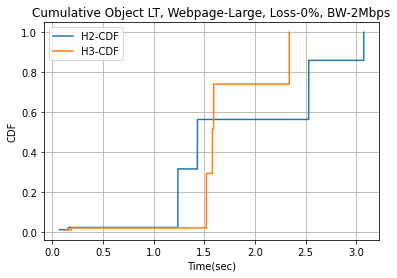 Cumulative Object LT, Webpage-Large, Loss-0%, BW-2Mbps
H2-CDF
H3-CDF
1.0
0.8
0.6
0.4
0.2
0.0
CDF
0.0 0.5 1.0 1.5 2.0 2.5 3.0
Time(sec)